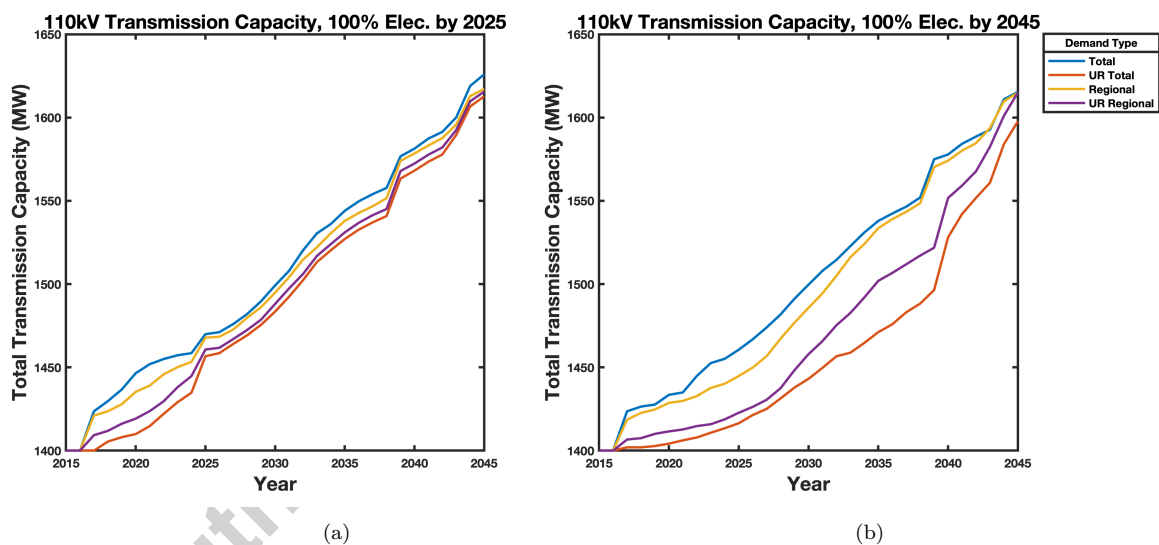 110kV Transmission Capacity, 100% Elec. by 2025
Total Transmission Capacity (MW)
1650
1600
1550
1500
1450
1400
2015 2020 2025 2030 2035 2040 2045
Year
(a)
110kV Transmission Capacity, 100% Elec. by 2045
Total Transmission Capacity (MW)
1650
1600
1550
1500
1450
1400
2015 2020 2025 2030 2035 2040 2045
Year
(b)
Demand Type
Total
UR Total
Regional
UR Regional